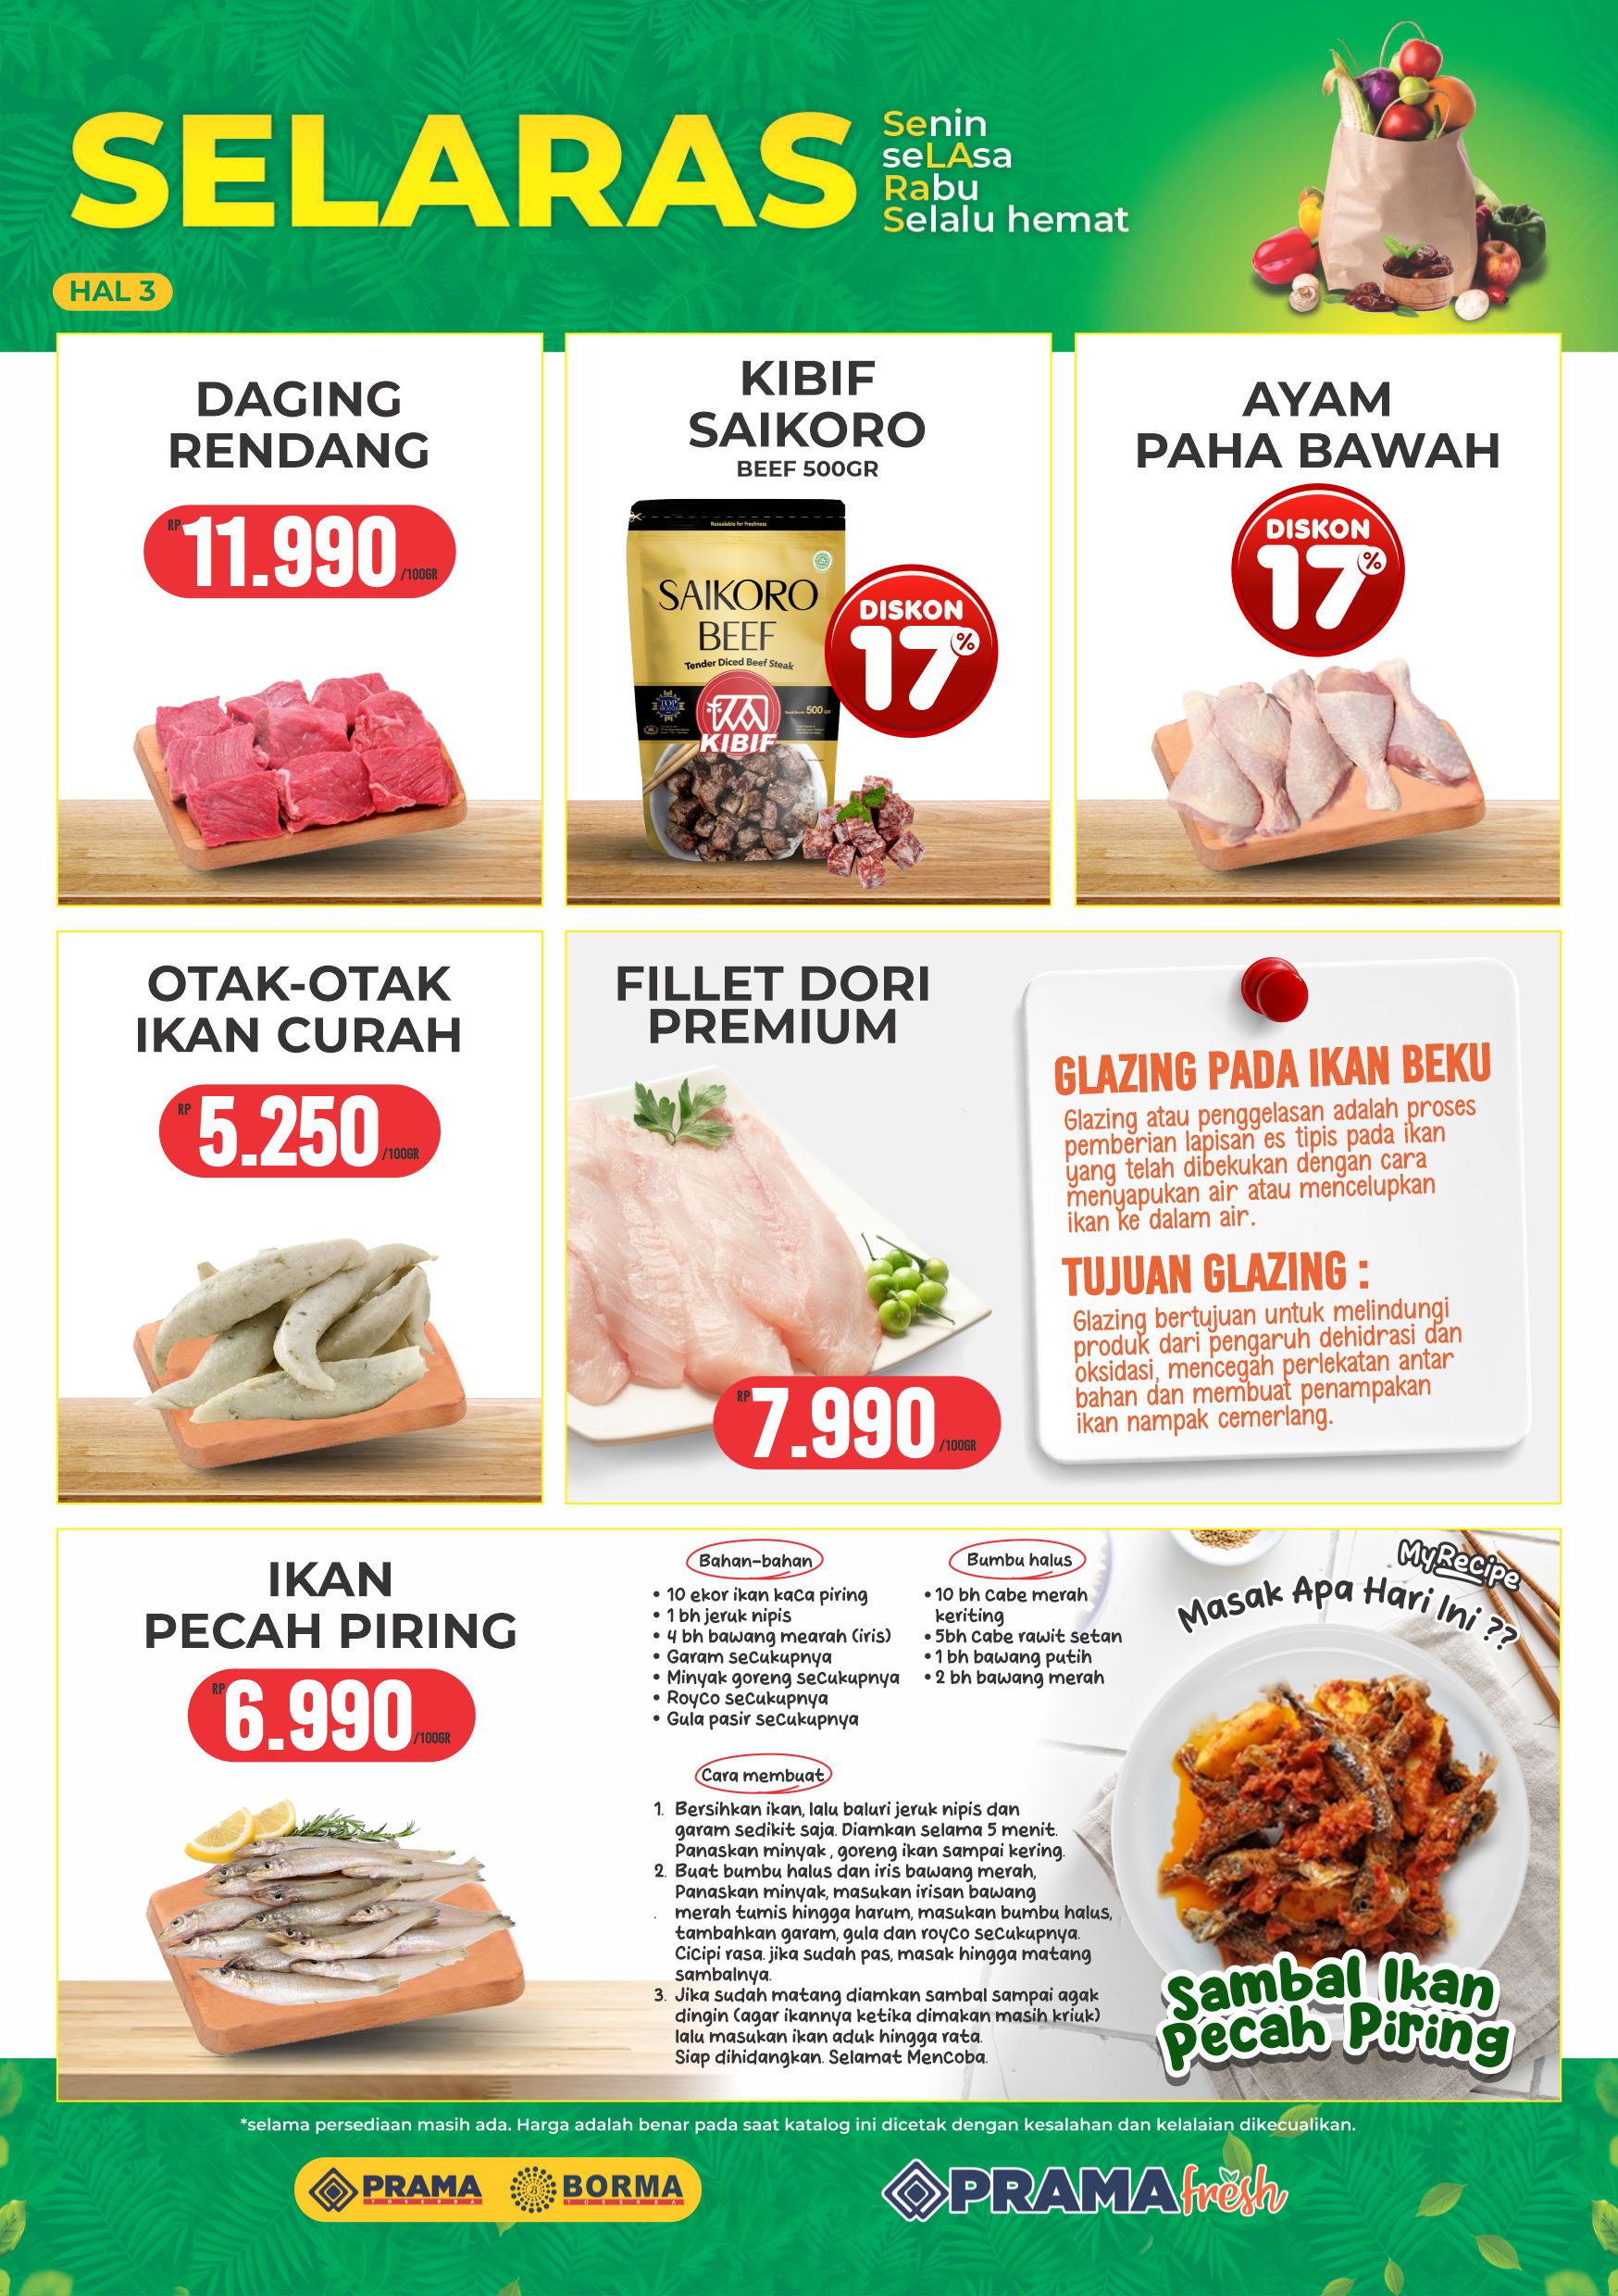 SELARAS
Senin
seLAsa
Rabu
Selalu hemat
HAL 3
DAGING
RENDANG
RP 11.990 /100GR
KIBIF
SAIKORO
BEEF 500GR
Resealable for Freshness
SAIKORO
BEEF
Tender Diced Beef Steak
TOP
500
KIBIF
DISKON
17%
AYAM
PAHA BAWAH
DISKON
17%
OTAK-OTAK
IKAN CURAH
RP 5.250 /100GR
FILLET DORI
PREMIUM
RP 7.990 /100GR
GLAZING PADA IKAN BEKU
Glazing atau penggelasan adalah proses
pemberian lapisan es tipis pada ikan
yang telah dibekukan dengan cara
menyapukan air atau mencelupkan
ikan ke dalam air.
TUJUAN GLAZING :
Glazing bertujuan untuk melindungi
produk dari pengaruh dehidrasi dan
oksidasi, mencegah perlekatan antar
bahan dan membuat penampakan
ikan nampak cemerlang.
IKAN
PECAH PIRING
RP 6.990 /100GR
Bahan-bahan
• 10 ekor ikan kaca piring
• 1 bh jeruk nipis
• 4 bh bawang mearah (iris)
• Garam secukupnya
• Minyak goreng secukupnya
• Royco secukupnya
• Gula pasir secukupnya
Bumbu halus
• 10 bh cabe merah
keriting
• 5bh cabe rawit setan
• 1 bh bawang putih
• 2 bh bawang merah
Cara membuat
1. Bersihkan ikan, lalu baluri jeruk nipis dan
garam sedikit saja. Diamkan selama 5 menit.
Panaskan minyak , goreng ikan sampai kering.
2. Buat bumbu halus dan iris bawang merah,
Panaskan minyak, masukan irisan bawang
. merah tumis hingga harum, masukan bumbu halus,
tambahkan garam, gula dan royco secukupnya.
Cicipi rasa. jika sudah pas, masak hingga matang
sambalnya.
3. Jika sudah matang diamkan sambal sampai agak
dingin (agar ikannya ketika dimakan masih kriuk)
lalu masukan ikan aduk hingga rata.
Siap dihidangkan. Selamat Mencoba.
MyRecipe
Masak Apa Hari Ini ??
Sambal Ikan
Pecah Piring
*selama persediaan masih ada. Harga adalah benar pada saat katalog ini dicetak dengan kesalahan dan kelalaian dikecualikan.
PRAMA
TOSERBA
BORMA
TOSERBA
PRAMA fresh